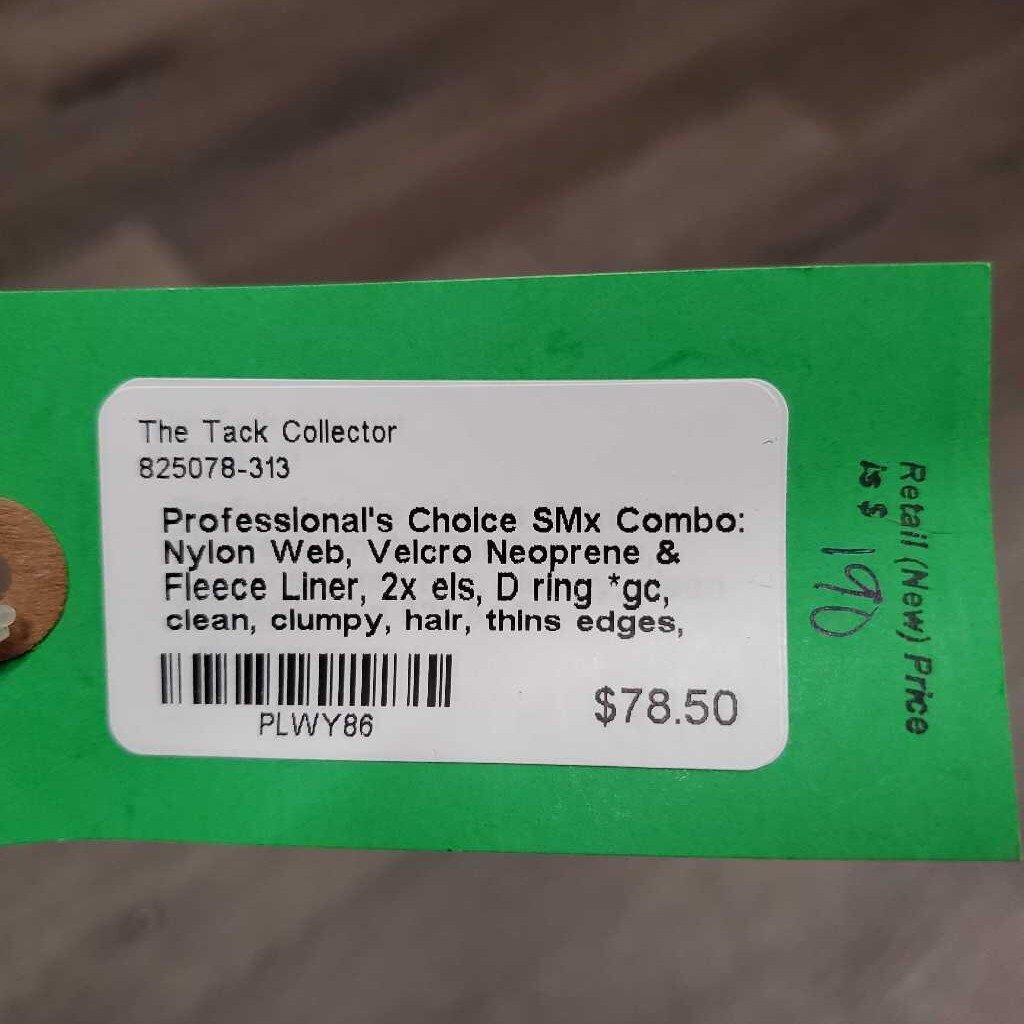 The Tack Collector
825078-313
Professional's Choice SMx Combo:
Nylon Web, Velcro Neoprene &
Fleece Liner, 2x els, D ring *gc,
clean, clumpy, hair, thins edges,
PLWY86
$78.50
Retail (New) Price
is $
190